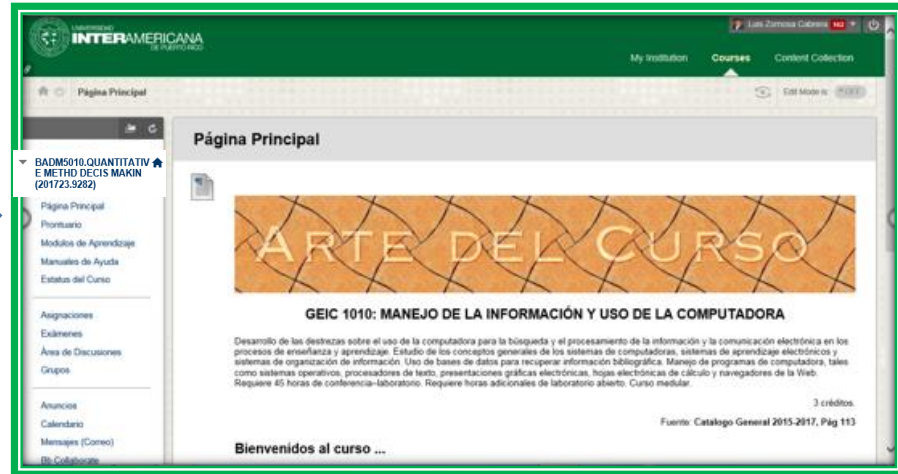 UNIVERSIDAD
INTERAMERICANA
DE PUERTO RICO
Luis Zamosa Cabrera 162
My Institution Courses Content Collection
Página Principal
Edit Mode is: OFF
BADM5010.QUANTITATIV
E METHD DECIS MAKIN
(201723.9282)
Página Principal
Prontuario
Modulos de Aprendizaje
Manuales de Ayuda
Estatus del Curso
Asignaciones
Exámenes
Área de Discusiones
Grupos
Anuncios
Calendario
Mensajes (Correo)
Bb Collaborate
Página Principal
ARTE DEL CURSO
GEIC 1010: MANEJO DE LA INFORMACIÓN Y USO DE LA COMPUTADORA
Desarrollo de las destrezas sobre el uso de la computadora para la búsqueda y el procesamiento de la información y la comunicación electrónica en los
procesos de enseñanza y aprendizaje. Estudio de los conceptos generales de los sistemas de computadoras, sistemas de aprendizaje electrónicos y
sistemas de organización de información. Uso de bases de datos para recuperar información bibliográfica. Manejo de programas de computadora, tales
como sistemas operativos, procesadores de texto, presentaciones gráficas electrónicas, hojas electrónicas de cálculo y navegadores de la Web.
Requiere 45 horas de conferencia–laboratorio. Requiere horas adicionales de laboratorio abierto. Curso medular.
3 créditos.
Fuente: Catalogo General 2015-2017, Pág 113
Bienvenidos al curso ...